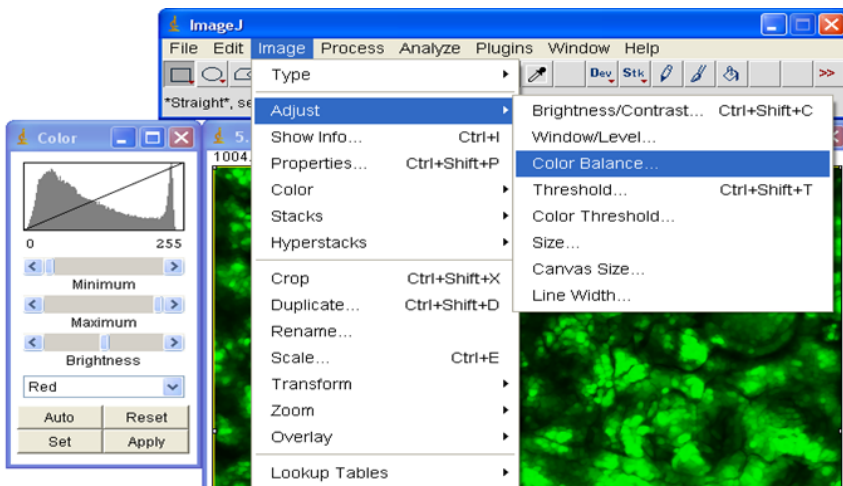 ImageJ
File Edit Image Process Analyze Plugins Window Help
Dev Stk >>
*Straight*, se
Type
Adjust
Show Info... Ctrl+I
Properties... Ctrl+Shift+P
Color
Stacks
Hyperstacks
Crop Ctrl+Shift+X
Duplicate... Ctrl+Shift+D
Rename...
Scale... Ctrl+E
Transform
Zoom
Overlay
Lookup Tables
Brightness/Contrast... Ctrl+Shift+C
Window/Level...
Color Balance...
Threshold... Ctrl+Shift+T
Color Threshold...
Size...
Canvas Size...
Line Width...
Color
0 255
Minimum
Maximum
Brightness
Red
Auto Reset
Set Apply
5.
1004.